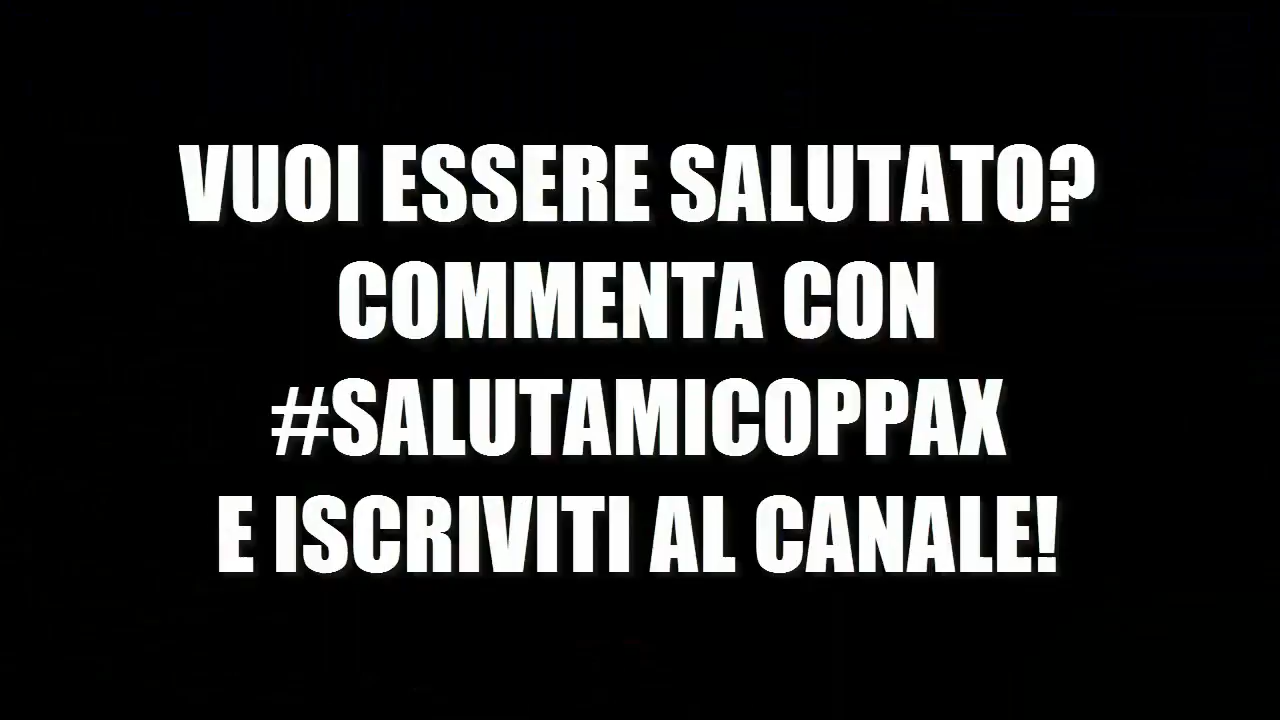 VUOI ESSERE SALUTATO?
COMMENTA CON
#SALUTAMICOPPAX
E ISCRIVITI AL CANALE!